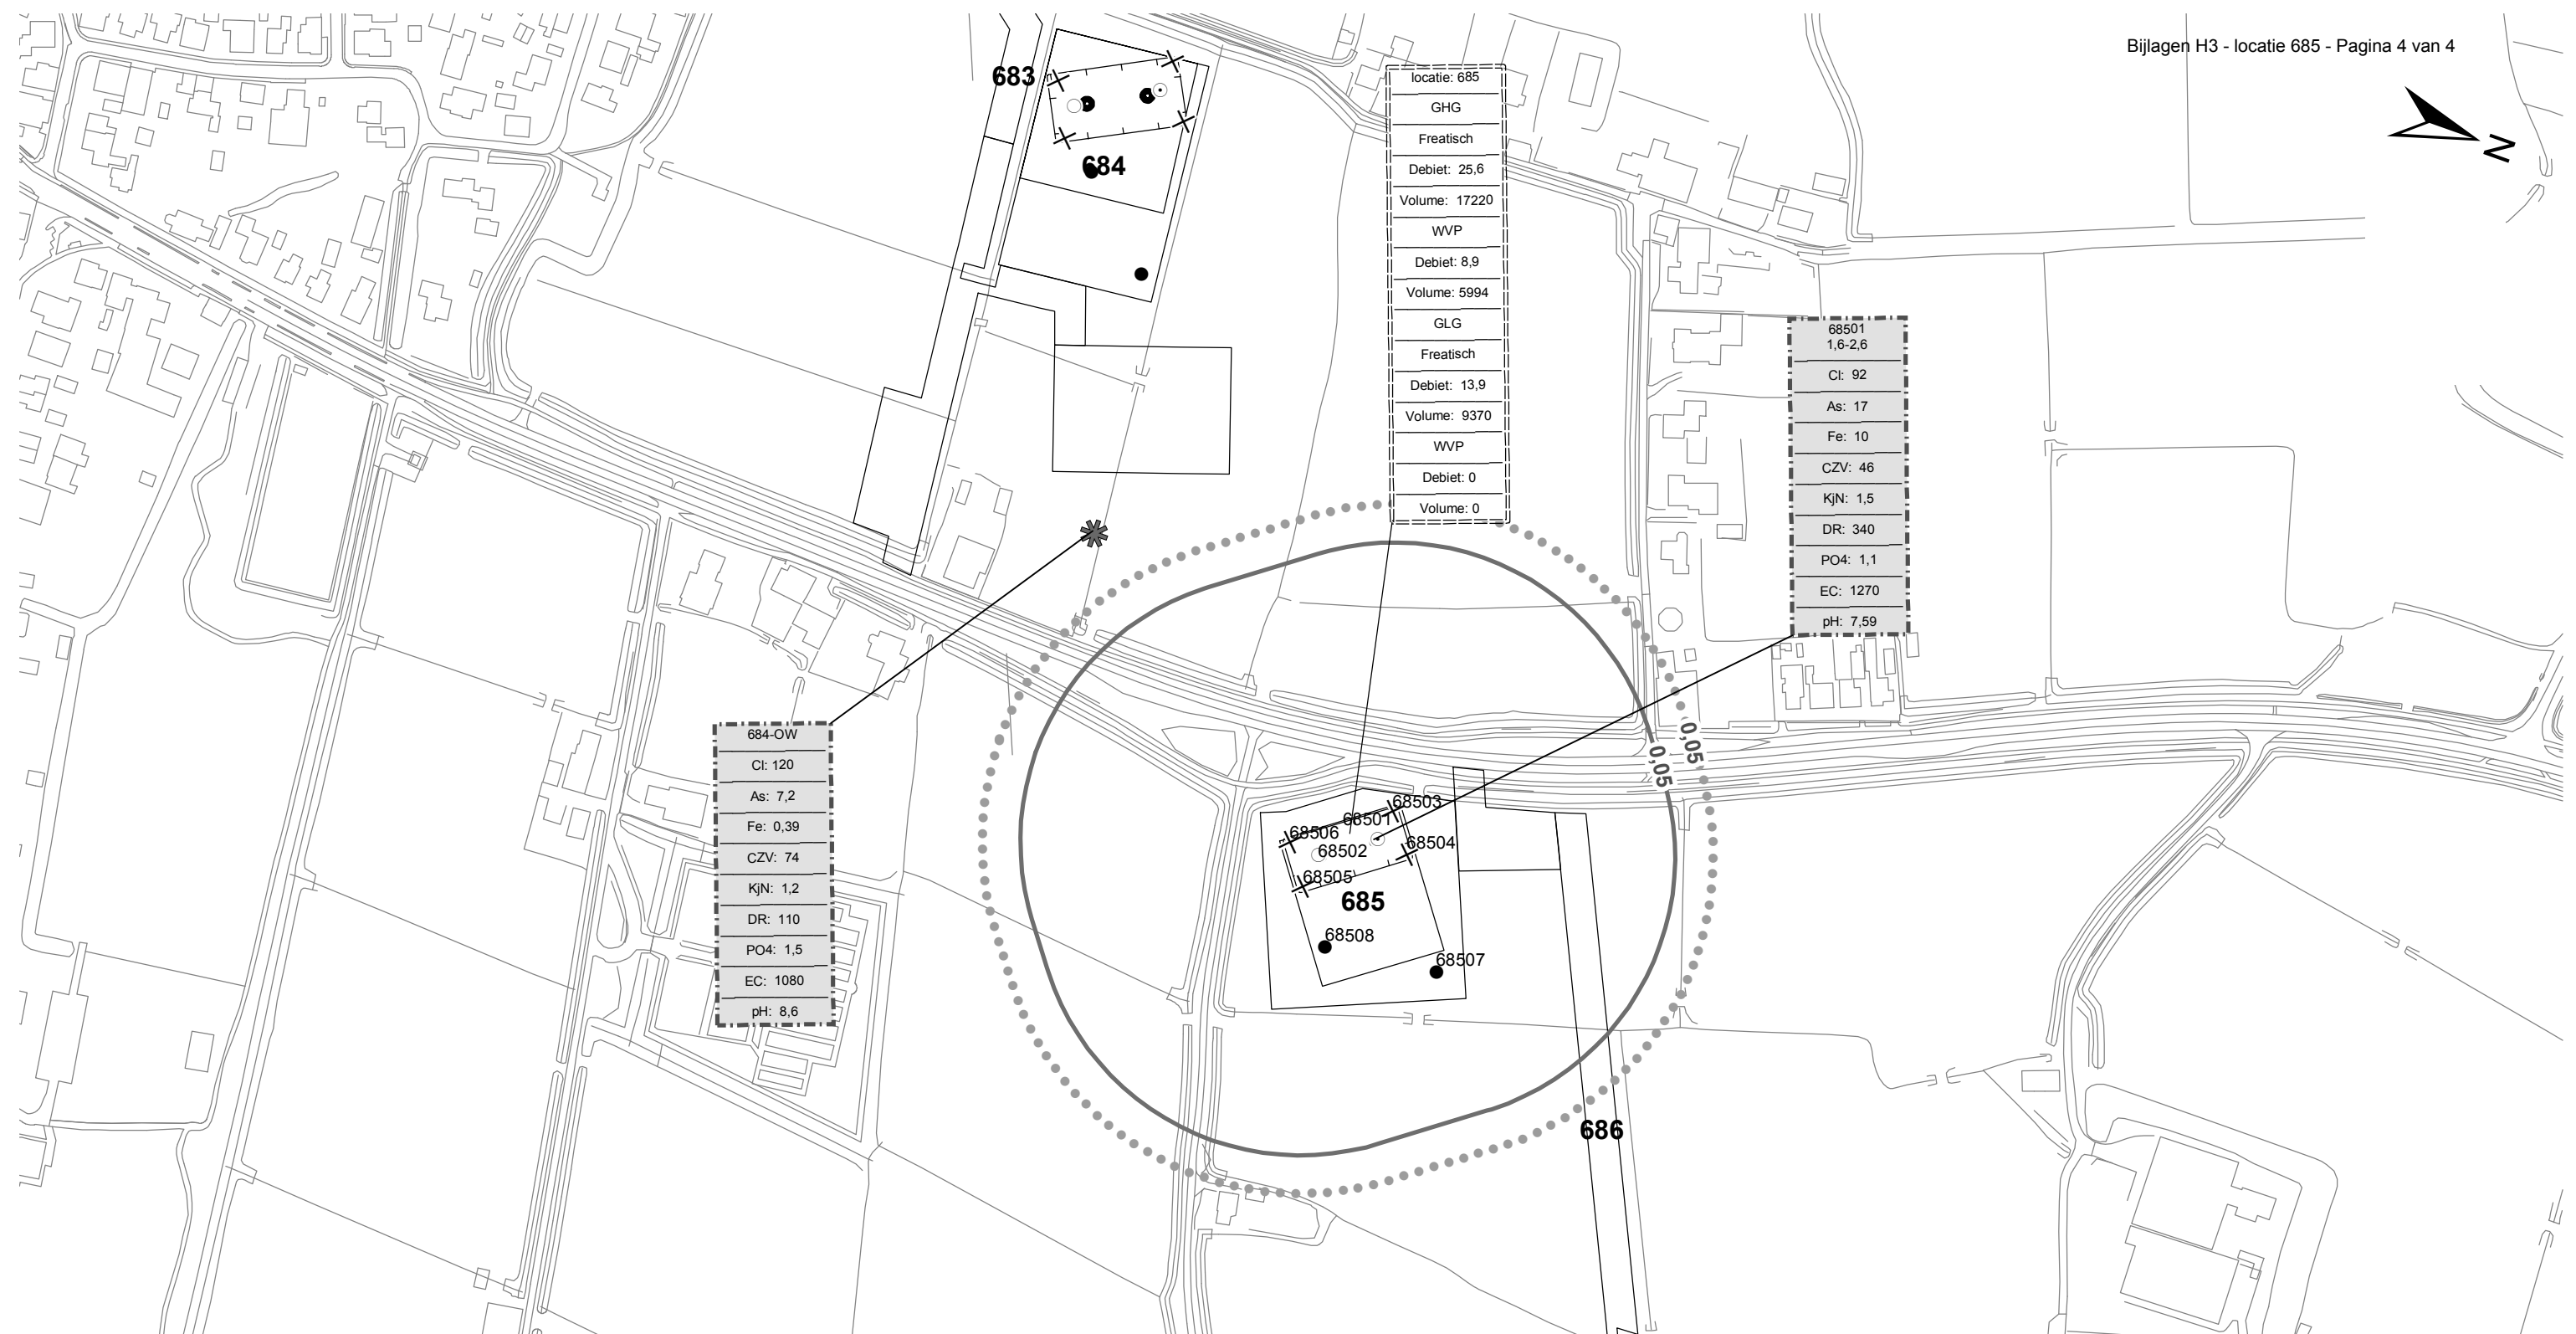 Bijlagen H3 - locatie 685 - Pagina 4 van 4
N
683
684
locatie: 685
GHG
Freatisch
Debiet: 25,6
Volume: 17220
WVP
Debiet: 8,9
Volume: 5994
GLG
Freatisch
Debiet: 13,9
Volume: 9370
WVP
Debiet: 0
Volume: 0
68501
1,6-2,6
Cl: 92
As: 17
Fe: 10
CZV: 46
KjN: 1,5
DR: 340
PO4: 1,1
EC: 1270
pH: 7,59
684-OW
Cl: 120
As: 7,2
Fe: 0,39
CZV: 74
KjN: 1,2
DR: 110
PO4: 1,5
EC: 1080
pH: 8,6
0,05
0,05
68503
68501
68506
68504
68502
68505
685
68508
68507
686